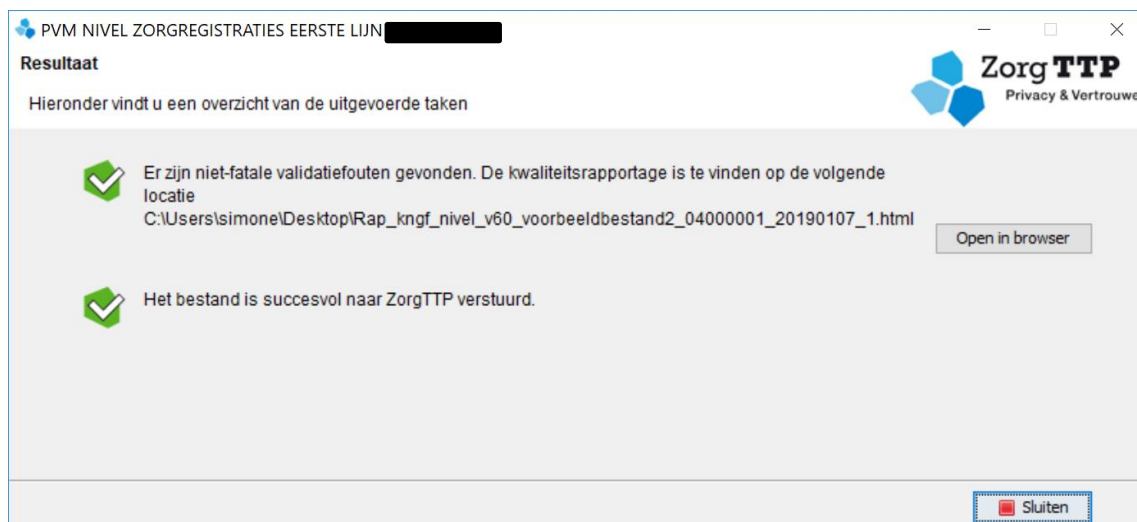 PVM NIVEL ZORGREGISTRATIES EERSTE LIJN
Resultaat
Hieronder vindt u een overzicht van de uitgevoerde taken
Zorg TTP
Privacy & Vertrouwe
Er zijn niet-fatale validatiefouten gevonden. De kwaliteitsrapportage is te vinden op de volgende
locatie
C:\Users\simone\Desktop\Rap_kngf_nivel_v60_voorbeeldbestand2_04000001_20190107_1.html
Open in browser
Het bestand is succesvol naar ZorgTTP verstuurd.
Sluiten